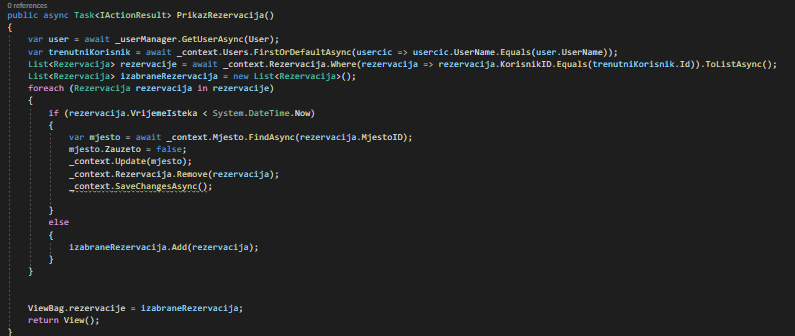 0 references
public async Task<IActionResult> PrikazRezervacija()
{
var user = await _userManager.GetUserAsync(User);
var trenutniKorisnik = await _context.Users.FirstOrDefaultAsync(usercic => usercic.UserName.Equals(user.UserName));
List<Rezervacija> rezervacije = await _context.Rezervacija.Where(rezervacija => rezervacija.KorisnikID.Equals(trenutniKorisnik.Id)).ToListAsync();
List<Rezervacija> izabraneRezervacija = new List<Rezervacija>();
foreach (Rezervacija rezervacija in rezervacije)
{
if (rezervacija.VrijemeIsteka < System.DateTime.Now)
{
var mjesto = await _context.Mjesto.FindAsync(rezervacija.MjestoID);
mjesto.Zauzeto = false;
_context.Update(mjesto);
_context.Rezervacija.Remove(rezervacija);
_context.SaveChangesAsync();
}
else
{
izabraneRezervacija.Add(rezervacija);
}
}
ViewBag.rezervacije = izabraneRezervacija;
return View();
}